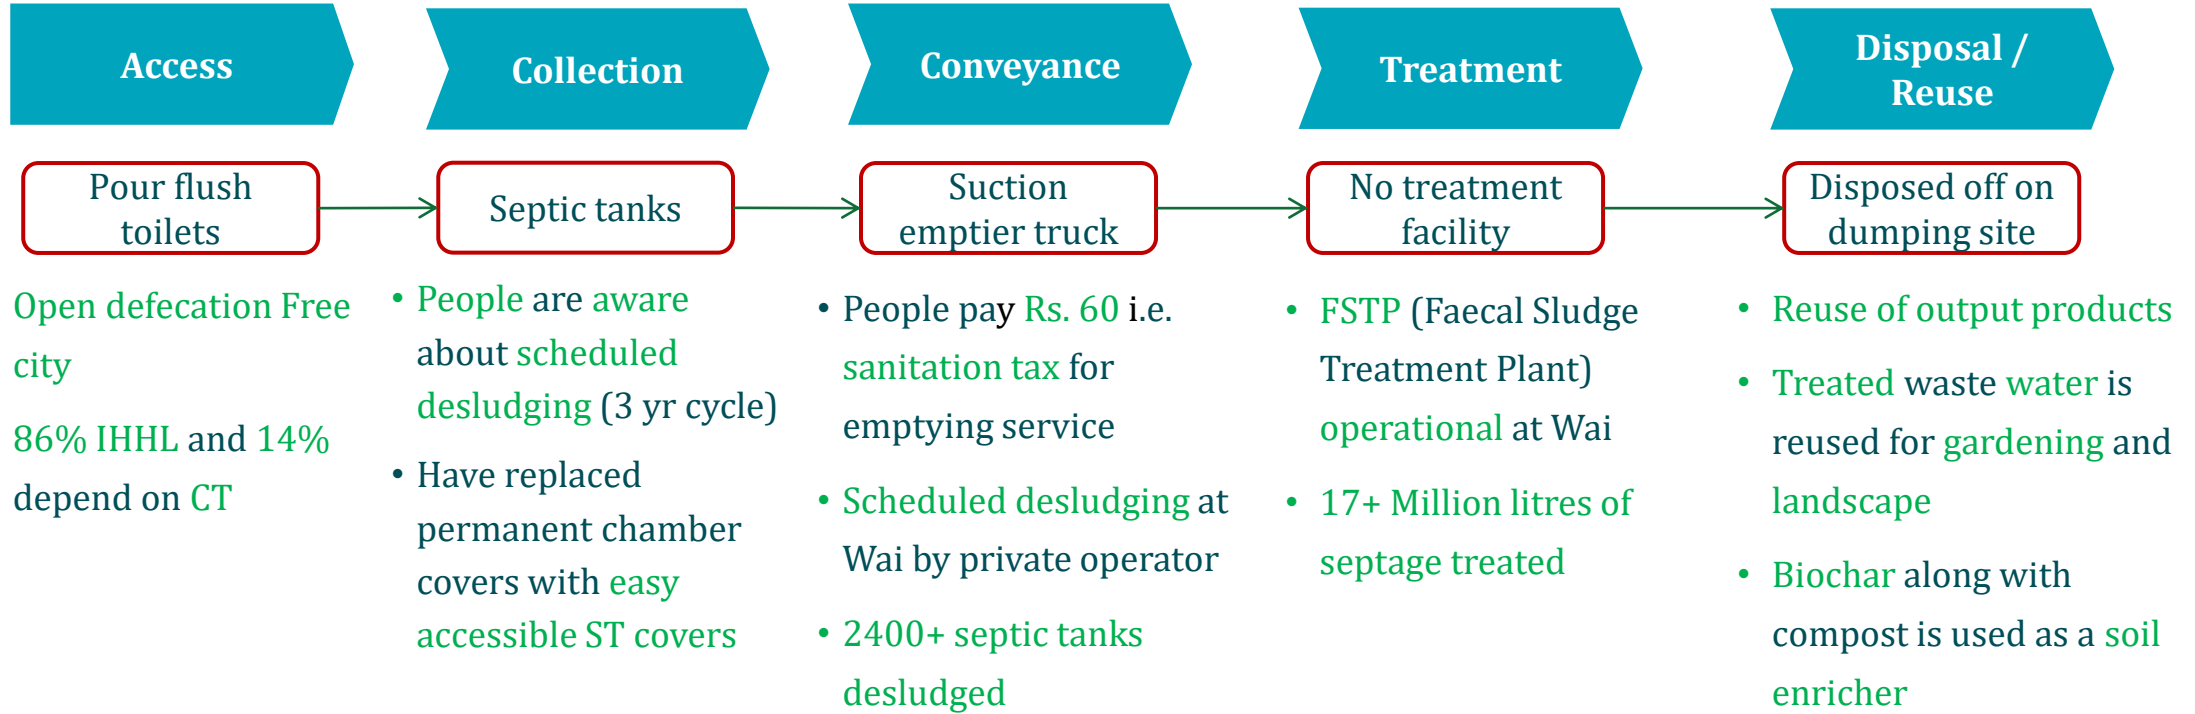 Access
Collection
Conveyance
Treatment
Disposal /
Reuse
Pour flush
toilets
Septic tanks
Suction
emptier truck
No treatment
facility
Disposed off on
dumping site
Open defecation Free
city
86% IHHL and 14%
depend on CT
• People are aware
about scheduled
desludging (3 yr cycle)
• Have replaced
permanent chamber
covers with easy
accessible ST covers
• People pay Rs. 60 i.e.
sanitation tax for
emptying service
• Scheduled desludging at
Wai by private operator
• 2400+ septic tanks
desludged
• FSTP (Faecal Sludge
Treatment Plant)
operational at Wai
• 17+ Million litres of
septage treated
• Reuse of output products
• Treated waste water is
reused for gardening and
landscape
• Biochar along with
compost is used as a soil
enricher